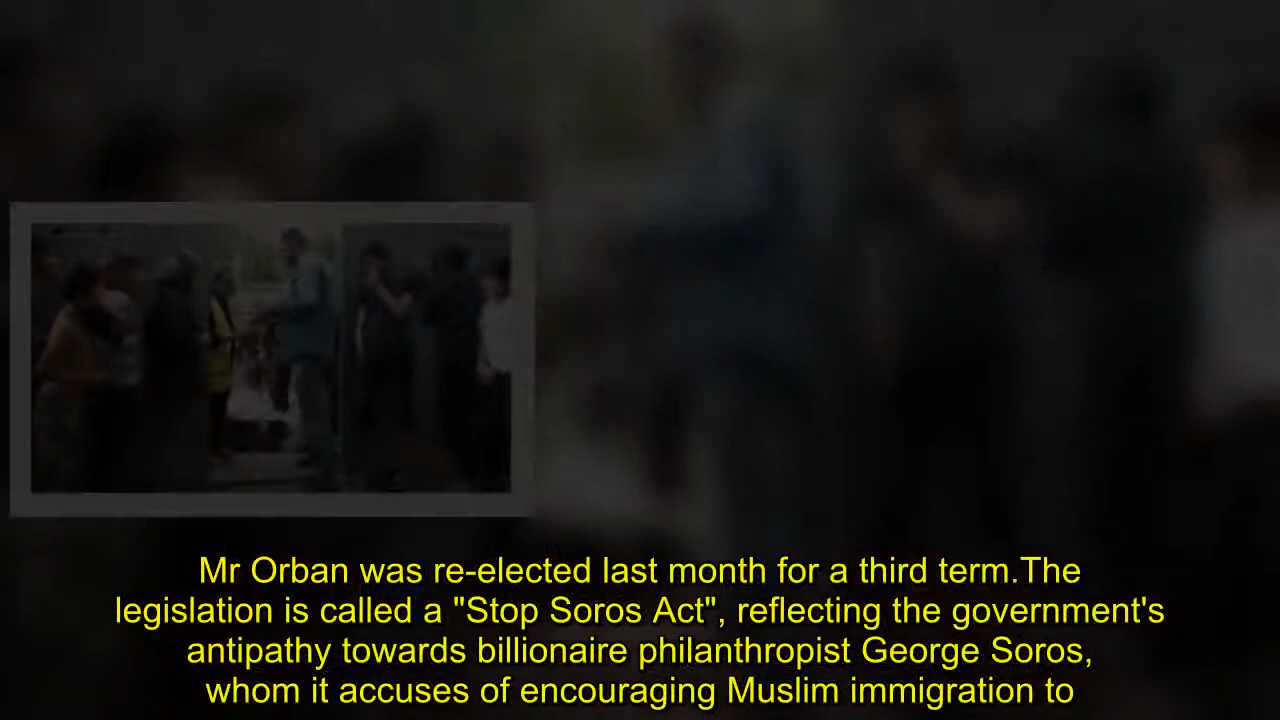 Mr Orban was re-elected last month for a third term.The
legislation is called a "Stop Soros Act", reflecting the government's
antipathy towards billionaire philanthropist George Soros,
whom it accuses of encouraging Muslim immigration to